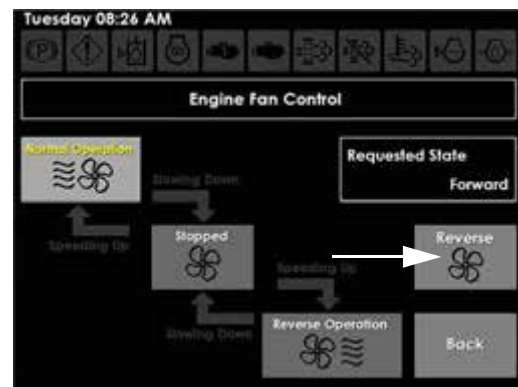 Tuesday 08:26 AM
Engine Fan Control
Normal Operation
Requested State
Forward
Slowing Down
Speeding Up
Stopped
Reverse
Speeding Up
Slowing Down
Reverse Operation
Back